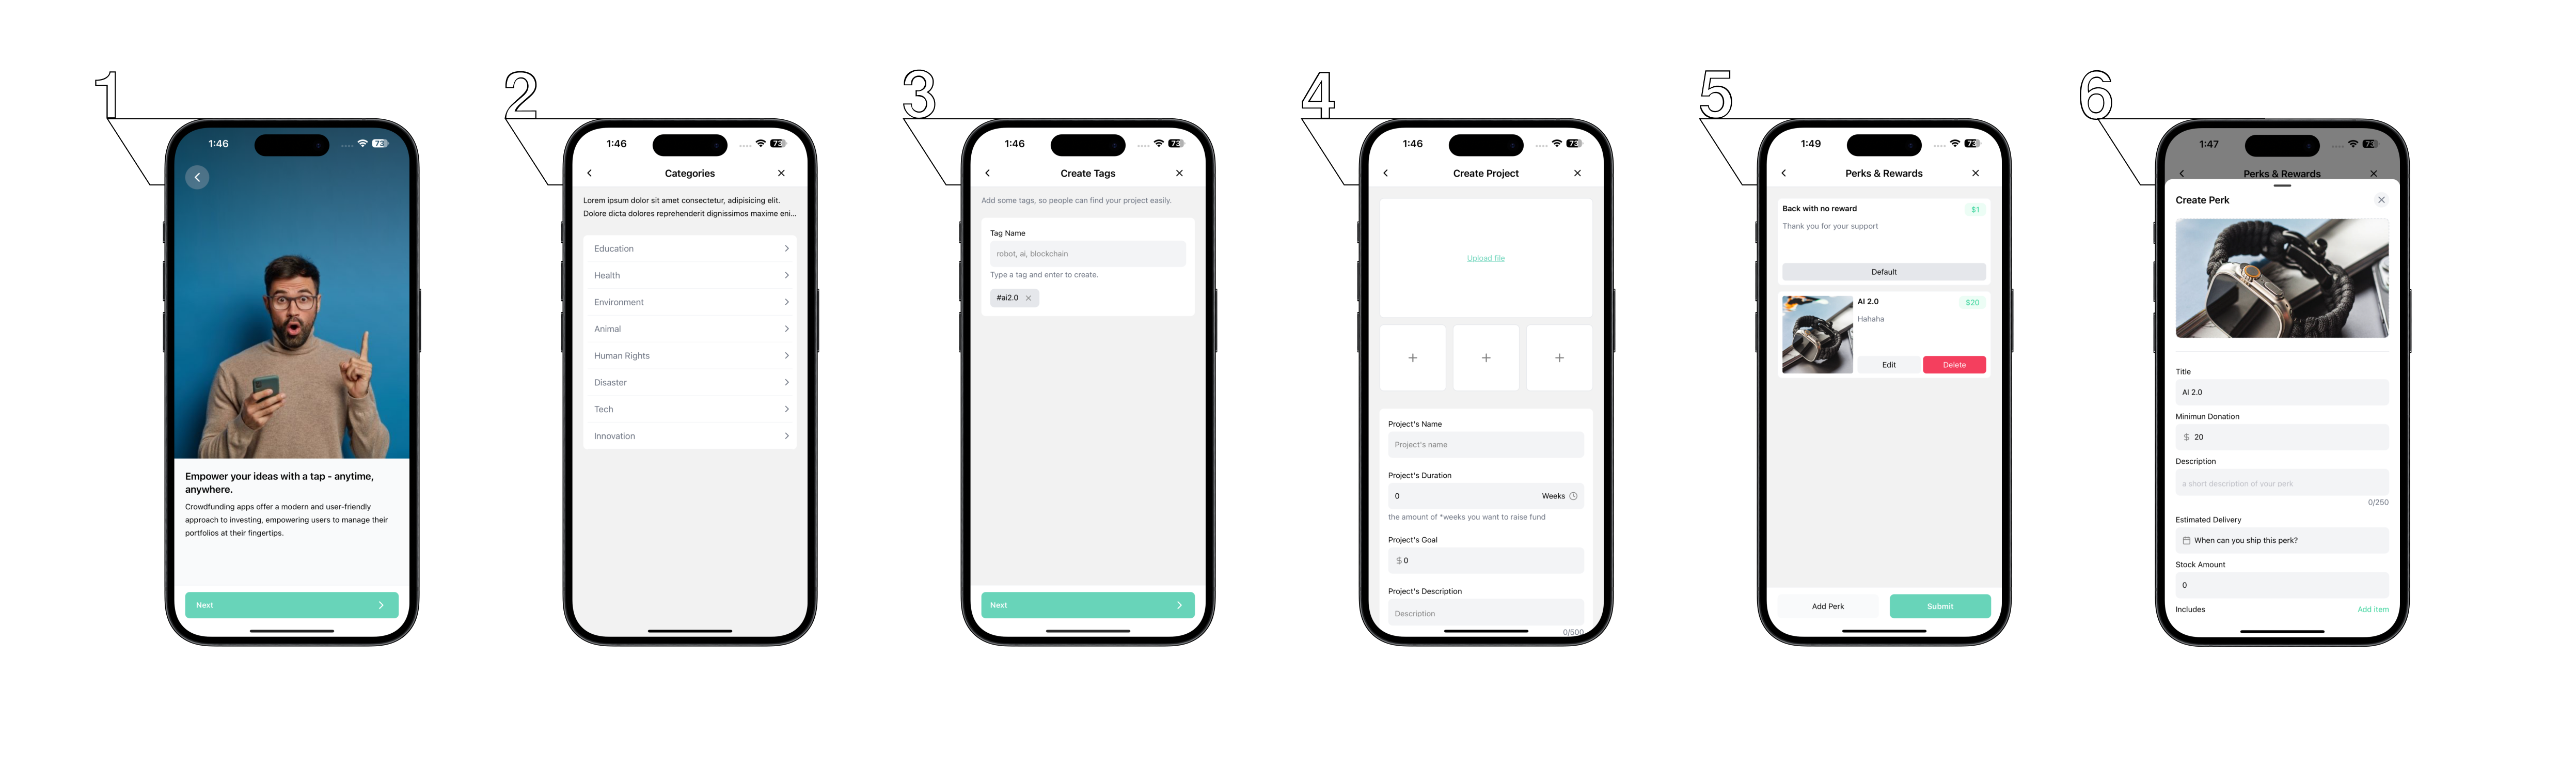 1
1:46
73
Empower your ideas with a tap - anytime,
anywhere.
Crowdfunding apps offer a modern and user-friendly
approach to investing, empowering users to manage their
portfolios at their fingertips.
Next
2
1:46
73
Categories
Lorem ipsum dolor sit amet consectetur, adipisicing elit.
Dolore dicta dolores reprehenderit dignissimos maxime eni...
Education
Health
Environment
Animal
Human Rights
Disaster
Tech
Innovation
3
1:46
73
Create Tags
Add some tags, so people can find your project easily.
Tag Name
robot, ai, blockchain
Type a tag and enter to create.
#ai2.0
Next
4
1:46
73
Create Project
Upload file
Project's Name
Project's name
Project's Duration
0 Weeks
the amount of *weeks you want to raise fund
Project's Goal
$ 0
Project's Description
Description
0/500
5
1:49
73
Perks & Rewards
Back with no reward $1
Thank you for your support
Default
AI 2.0 $20
Hahaha
Edit Delete
Add Perk Submit
6
1:47
73
Perks & Rewards
Create Perk
Title
AI 2.0
Minimun Donation
$ 20
Description
a short description of your perk
0/250
Estimated Delivery
When can you ship this perk?
Stock Amount
0
Includes Add item